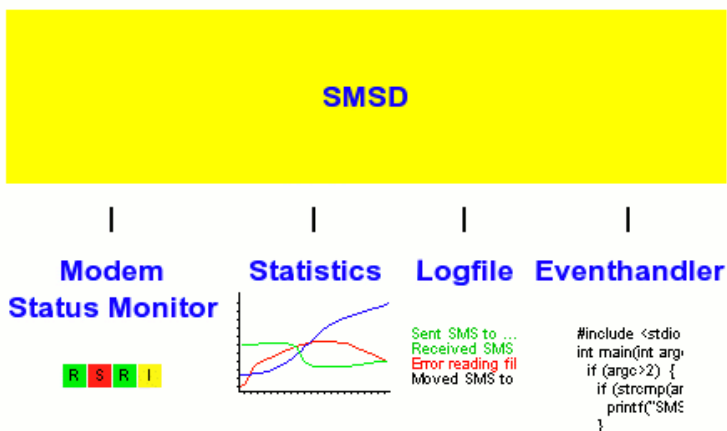 SMSD
Modem
Status Monitor
Statistics
Logfile
Eventhandler
R S R I
Sent SMS to ...
Received SMS
Error reading fil
Moved SMS to
#include <stdio
int main(int arg
if (argc>2) {
if (strcmp(ar
printf("SMS
}